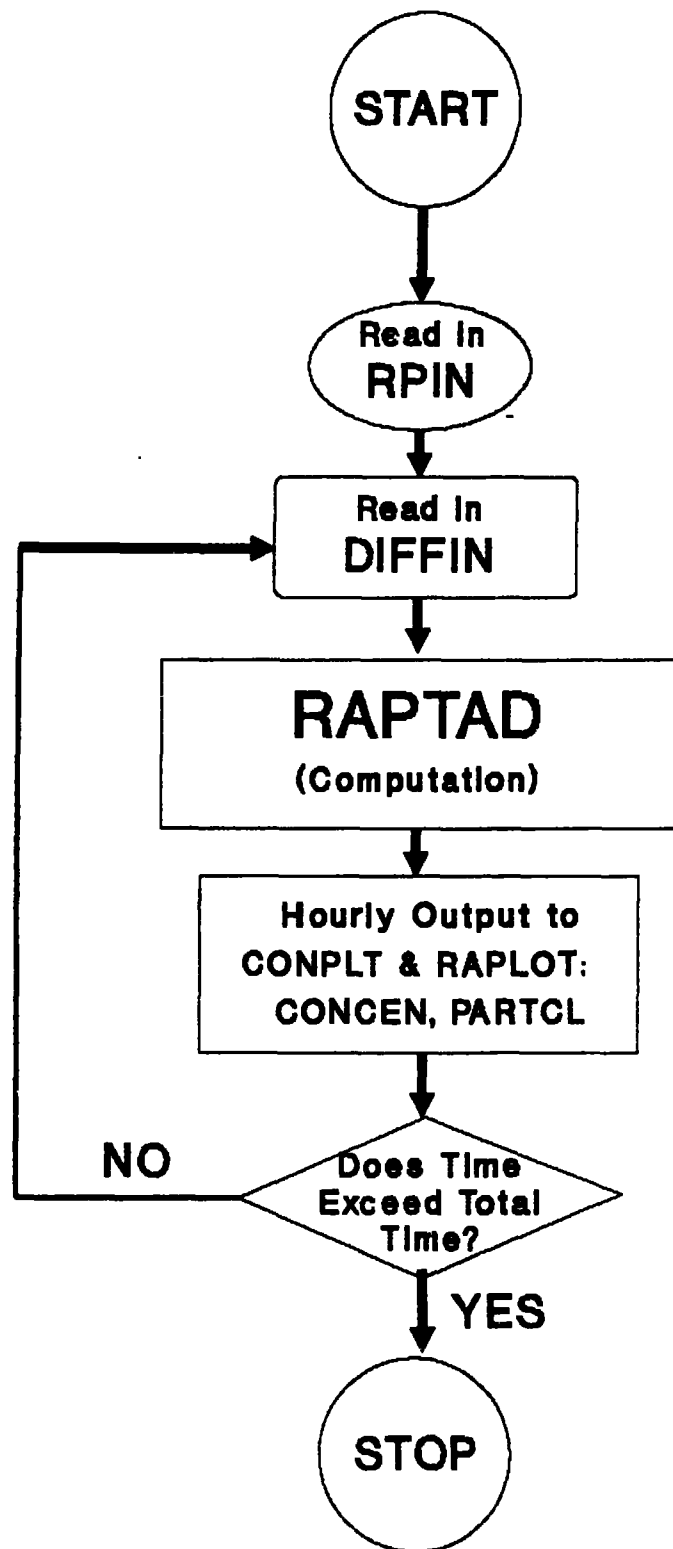 START
Read in
RPIN
Read in
DIFFIN
RAPTAD
(Computation)
Hourly Output to
CONPLT & RAPLOT:
CONCEN, PARTCL
NO
Does Time
Exceed Total
Time?
YES
STOP